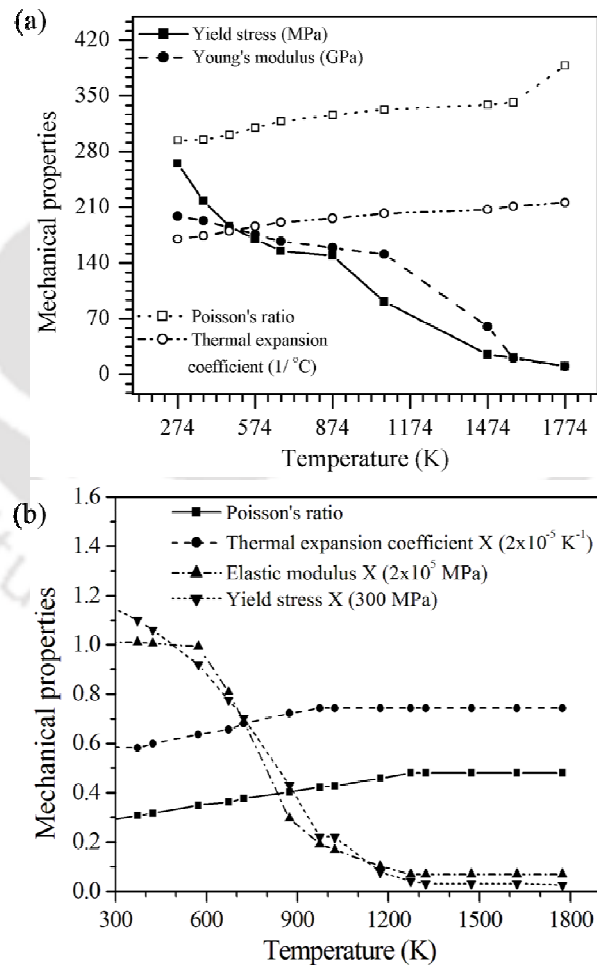 (a)
Yield stress (MPa)
Young's modulus (GPa)
420
350
280
210
140
70
0
Mechanical properties
Poisson's ratio
Thermal expansion
coefficient (1/ °C)
274 574 874 1174 1474 1774
Temperature (K)
(b)
Poisson's ratio
Thermal expansion coefficient X (2x10⁻⁵ K⁻¹)
Elastic modulus X (2x10⁵ MPa)
Yield stress X (300 MPa)
1.6
1.4
1.2
1.0
0.8
0.6
0.4
0.2
0.0
Mechanical properties
300 600 900 1200 1500 1800
Temperature (K)